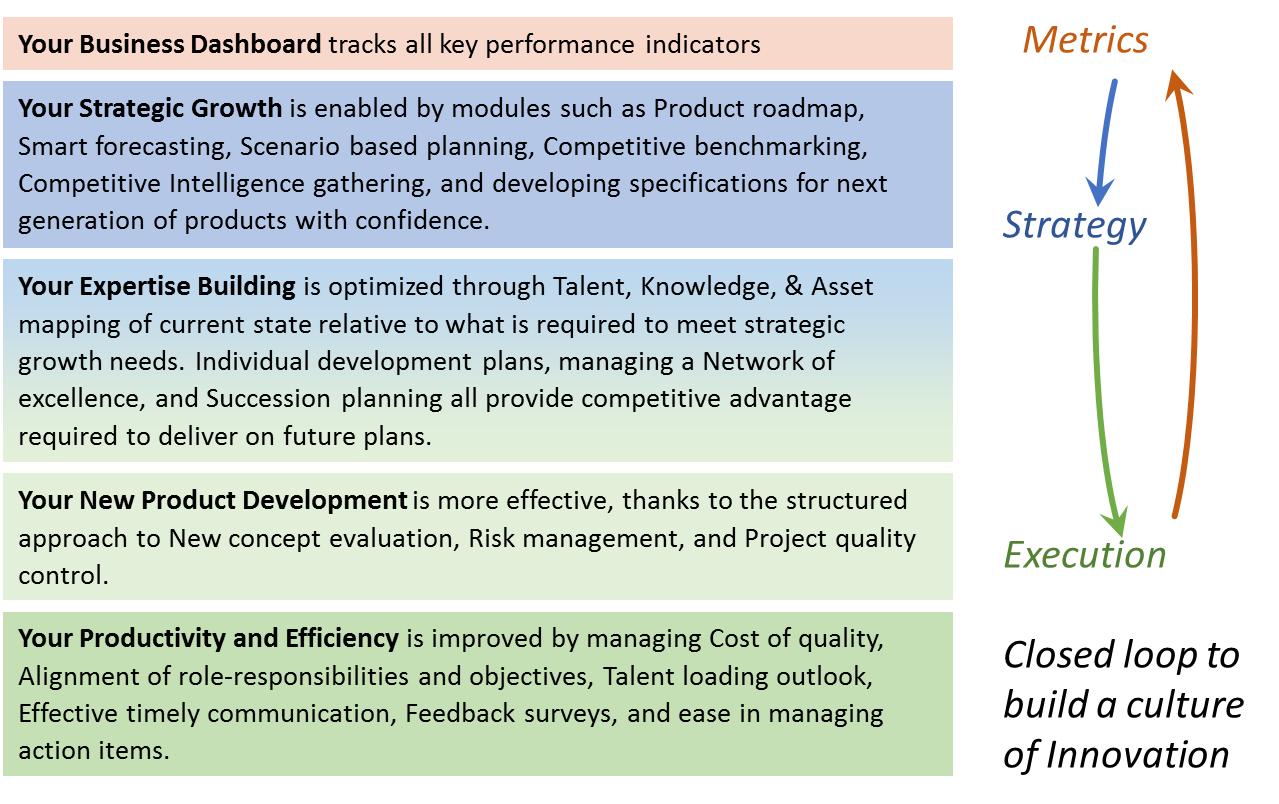 Your Business Dashboard tracks all key performance indicators
Your Strategic Growth is enabled by modules such as Product roadmap,
Smart forecasting, Scenario based planning, Competitive benchmarking,
Competitive Intelligence gathering, and developing specifications for next
generation of products with confidence.
Your Expertise Building is optimized through Talent, Knowledge, & Asset
mapping of current state relative to what is required to meet strategic
growth needs. Individual development plans, managing a Network of
excellence, and Succession planning all provide competitive advantage
required to deliver on future plans.
Your New Product Development is more effective, thanks to the structured
approach to New concept evaluation, Risk management, and Project quality
control.
Your Productivity and Efficiency is improved by managing Cost of quality,
Alignment of role-responsibilities and objectives, Talent loading outlook,
Effective timely communication, Feedback surveys, and ease in managing
action items.
Metrics
Strategy
Execution
Closed loop to
build a culture
of Innovation